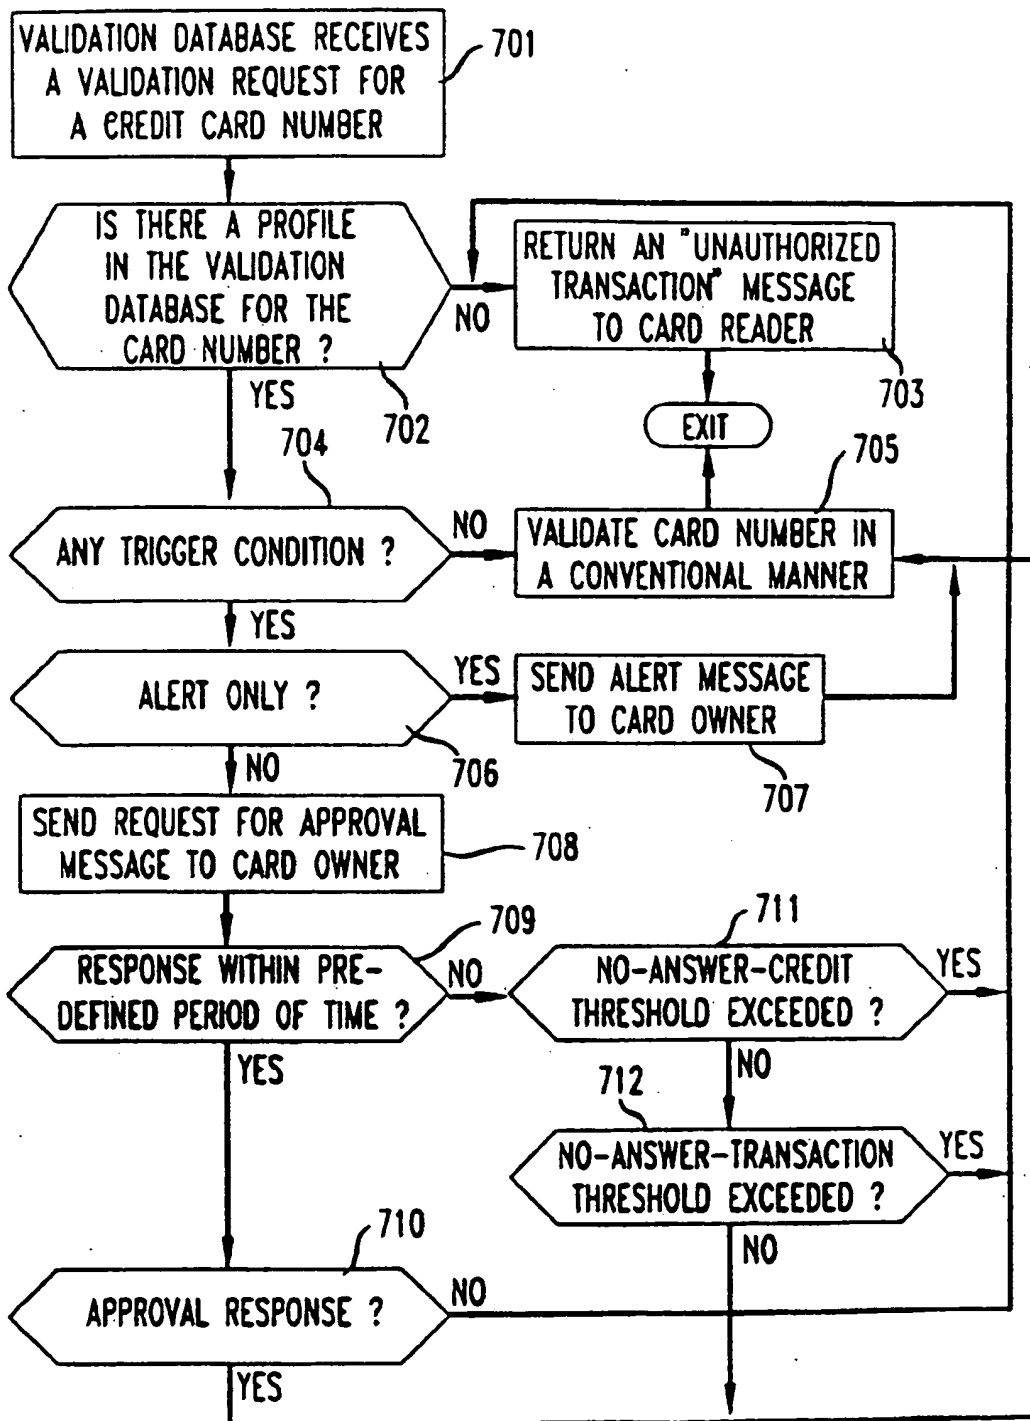 VALIDATION DATABASE RECEIVES
A VALIDATION REQUEST FOR
A CREDIT CARD NUMBER
701
IS THERE A PROFILE
IN THE VALIDATION
DATABASE FOR THE
CARD NUMBER ?
702
NO
YES
RETURN AN "UNAUTHORIZED
TRANSACTION" MESSAGE
TO CARD READER
703
EXIT
704
ANY TRIGGER CONDITION ?
NO
YES
705
VALIDATE CARD NUMBER IN
A CONVENTIONAL MANNER
ALERT ONLY ?
YES
706
NO
SEND ALERT MESSAGE
TO CARD OWNER
707
SEND REQUEST FOR APPROVAL
MESSAGE TO CARD OWNER
708
709
RESPONSE WITHIN PRE-
DEFINED PERIOD OF TIME ?
NO
YES
711
NO-ANSWER-CREDIT
THRESHOLD EXCEEDED ?
YES
NO
712
NO-ANSWER-TRANSACTION
THRESHOLD EXCEEDED ?
YES
NO
710
APPROVAL RESPONSE ?
NO
YES